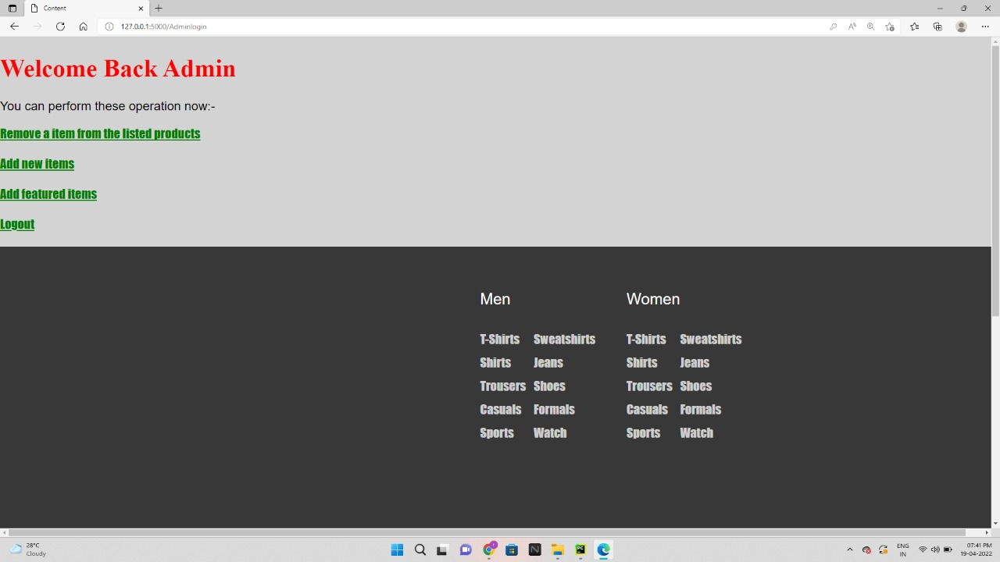 Content
127.0.0.1:5000/Adminlogin
Welcome Back Admin
You can perform these operation now:-
Remove a item from the listed products
Add new items
Add featured items
Logout
Men Women
T-Shirts Sweatshirts T-Shirts Sweatshirts
Shirts Jeans Shirts Jeans
Trousers Shoes Trousers Shoes
Casuals Formals Casuals Formals
Sports Watch Sports Watch
28°C
Cloudy
ENG
IN
07:41 PM
19-04-2022